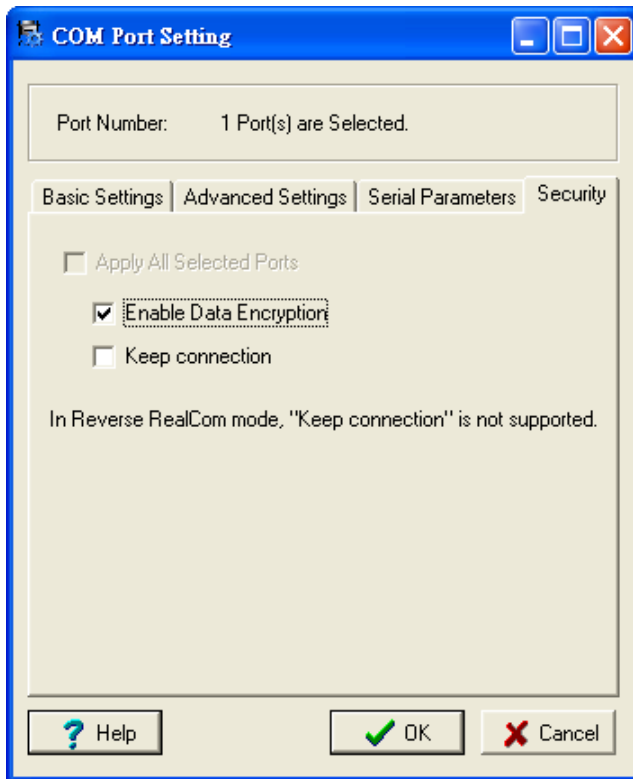 COM Port Setting
Port Number: 1 Port(s) are Selected.
Basic Settings Advanced Settings Serial Parameters Security
Apply All Selected Ports
Enable Data Encryption
Keep connection
In Reverse RealCom mode, "Keep connection" is not supported.
Help OK Cancel